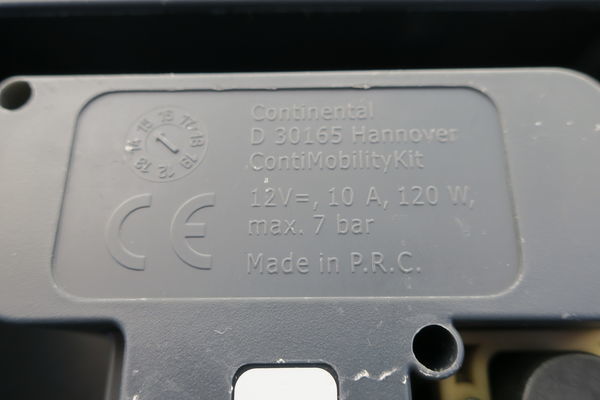 Continental
D 30165 Hannover
ContiMobilityKit
12V=, 10 A, 120 W,
max. 7 bar
Made in P.R.C.
CE